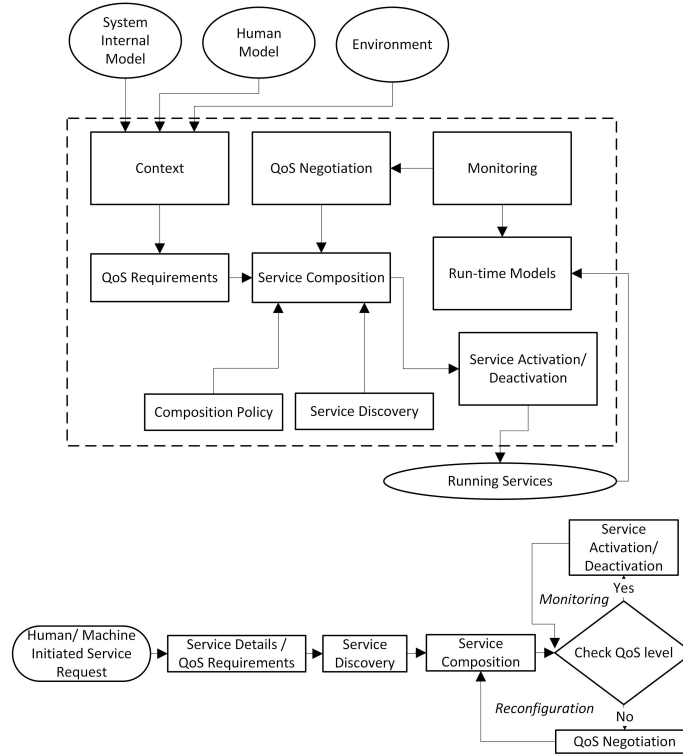 System
Internal
Model
Human
Model
Environment
Context
QoS Negotiation
Monitoring
QoS Requirements
Service Composition
Run-time Models
Service Activation/
Deactivation
Composition Policy
Service Discovery
Running Services
Service
Activation/
Deactivation
Yes
Monitoring
Human/ Machine
Initiated Service
Request
Service Details /
QoS Requirements
Service
Discovery
Service
Composition
Check QoS level
Reconfiguration
No
QoS Negotiation